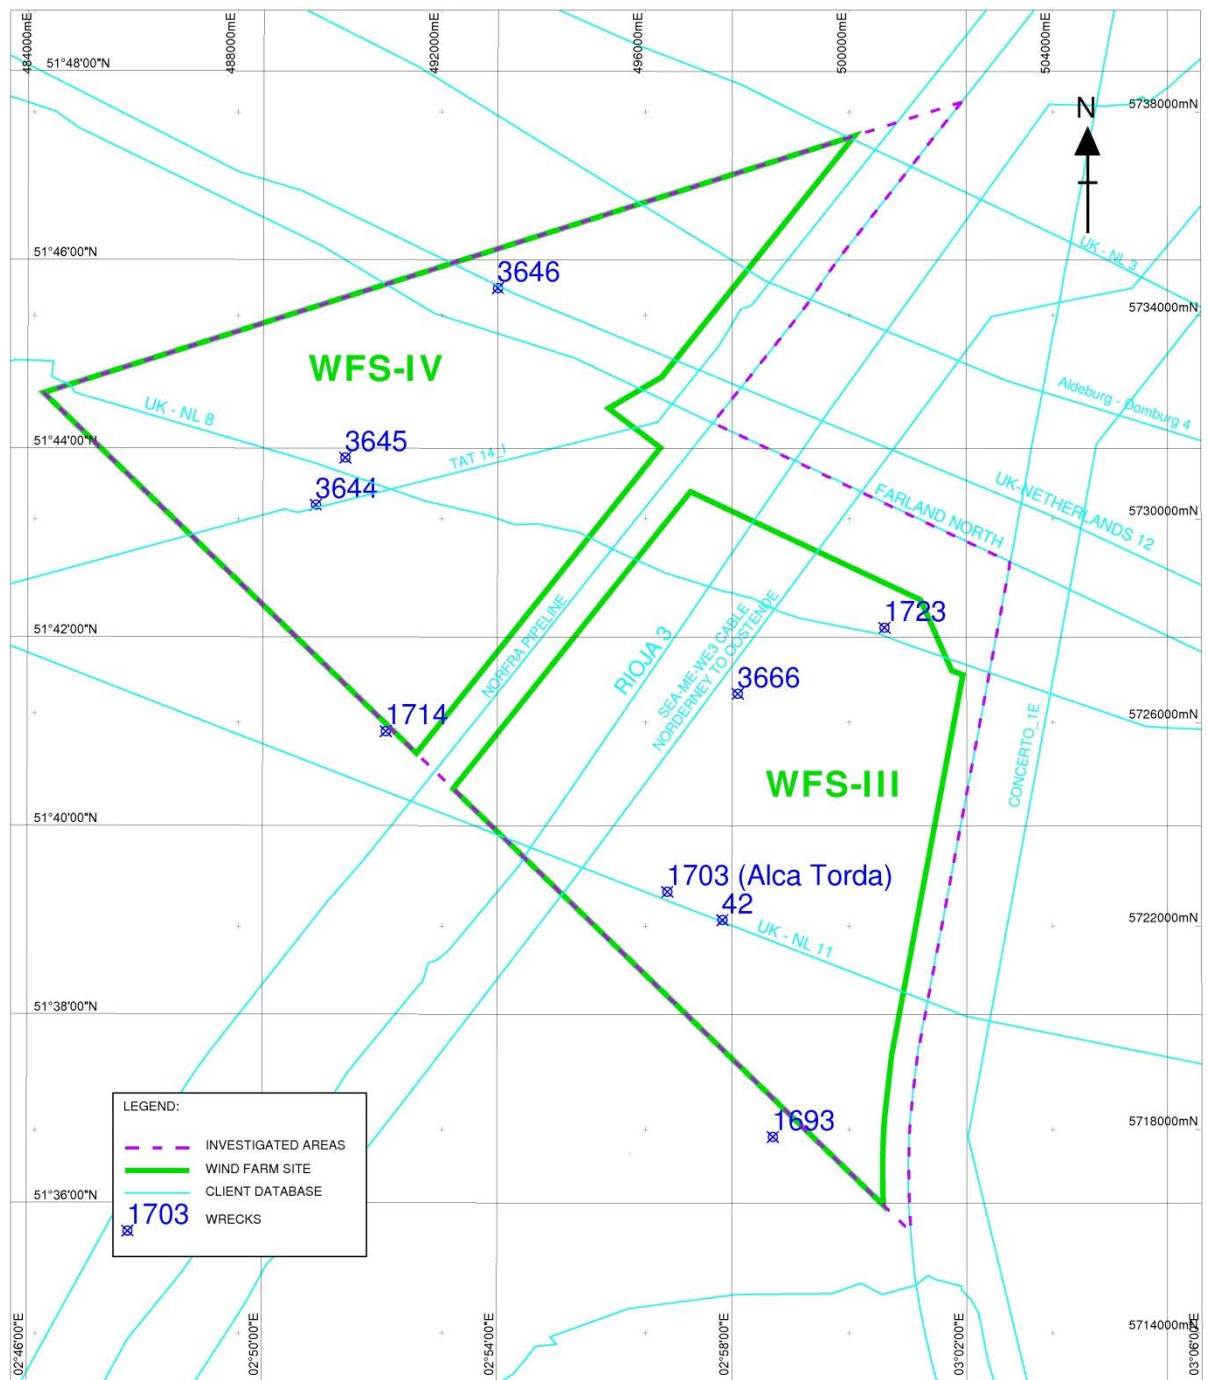 484000mE
488000mE
492000mE
496000mE
500000mE
504000mE
51°48'00"N
5738000mN
N
UK - NL 3
51°46'00"N
3646
5734000mN
WFS-IV
Aldeburg - Domburg 4
UK - NL 8
51°44'00"N
3645
TAT 14_I
3644
UK-NETHERLANDS 12
FARLAND NORTH
5730000mN
NORFRA PIPELINE
RIOJA 3
SEA-ME-WE3 CABLE
NORDERNEY TO OOSTENDE
1723
51°42'00"N
3666
1714
5726000mN
CONCERTO_1E
WFS-III
51°40'00"N
1703 (Alca Torda)
42
UK - NL 11
5722000mN
51°38'00"N
1693
5718000mN
LEGEND:
INVESTIGATED AREAS
WIND FARM SITE
CLIENT DATABASE
1703
WRECKS
51°36'00"N
5714000mN
02°46'00"E
02°50'00"E
02°54'00"E
02°58'00"E
03°02'00"E
03°06'00"E